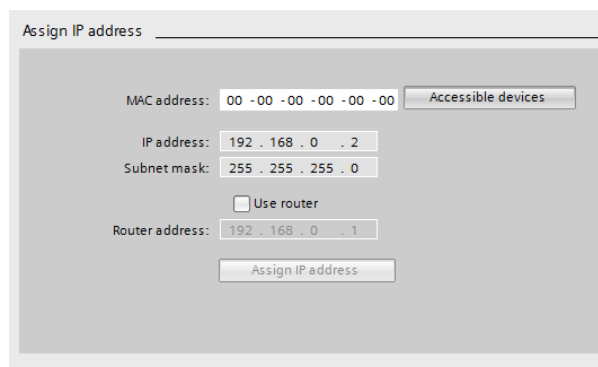 Assign IP address
MAC address: 00 -00 -00 -00 -00 -00 Accessible devices
IP address: 192 . 168 . 0 . 2
Subnet mask: 255 . 255 . 255 . 0
Use router
Router address: 192 . 168 . 0 . 1
Assign IP address